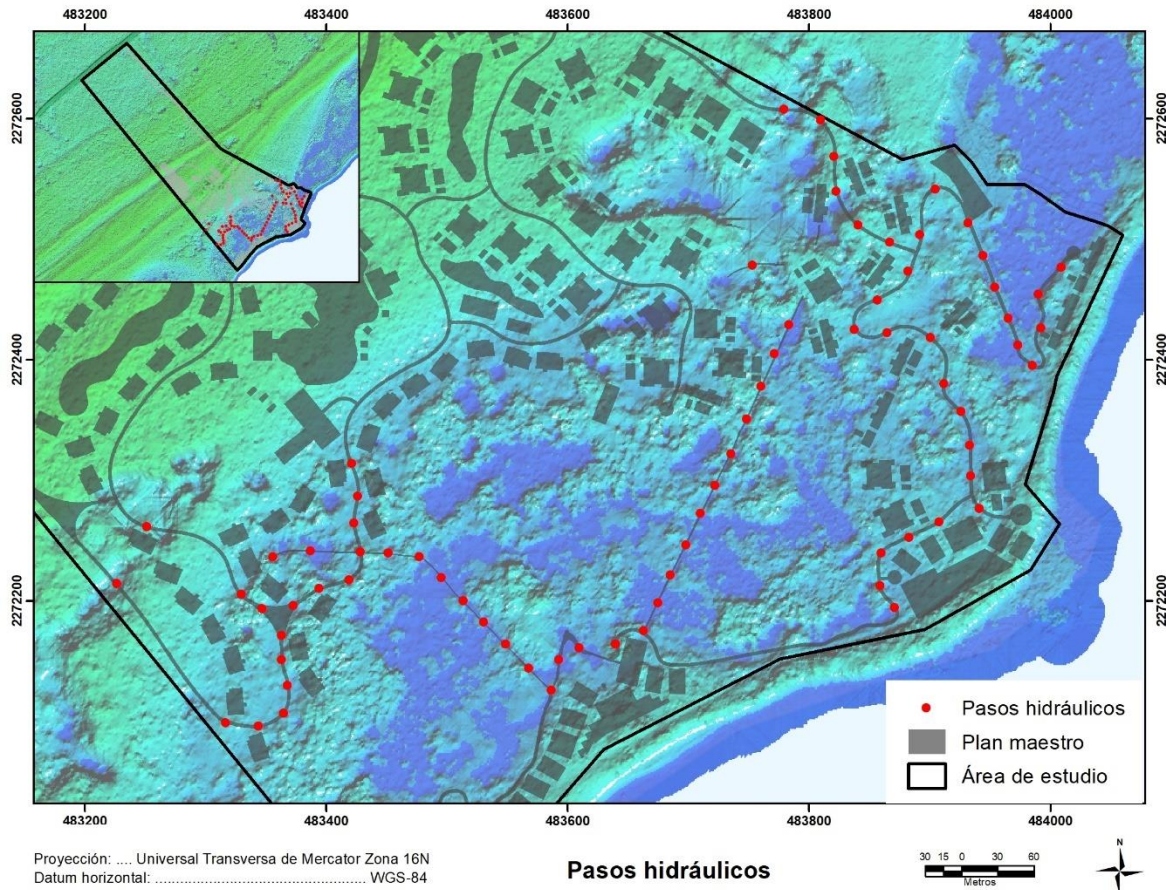 483200 483400 483600 483800 484000
2272600 2272600
2272400 2272400
2272200 2272200
Pasos hidráulicos
Plan maestro
Área de estudio
483200 483400 483600 483800 484000
Proyección: .... Universal Transversa de Mercator Zona 16N
Datum horizontal: ................................................ WGS-84
Pasos hidráulicos
30 15 0 30 60
Metros
N